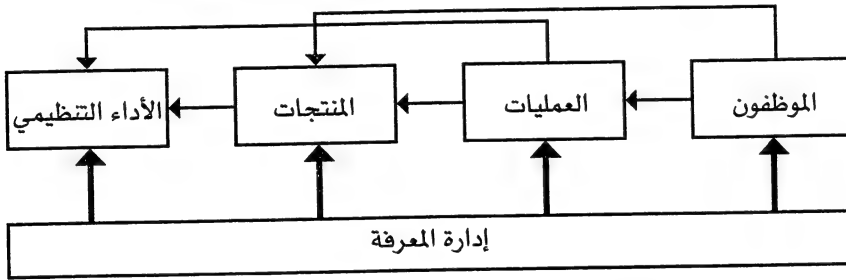 الموظفون
العمليات
المنتجات
الأداء التنظيمي
إدارة المعرفة